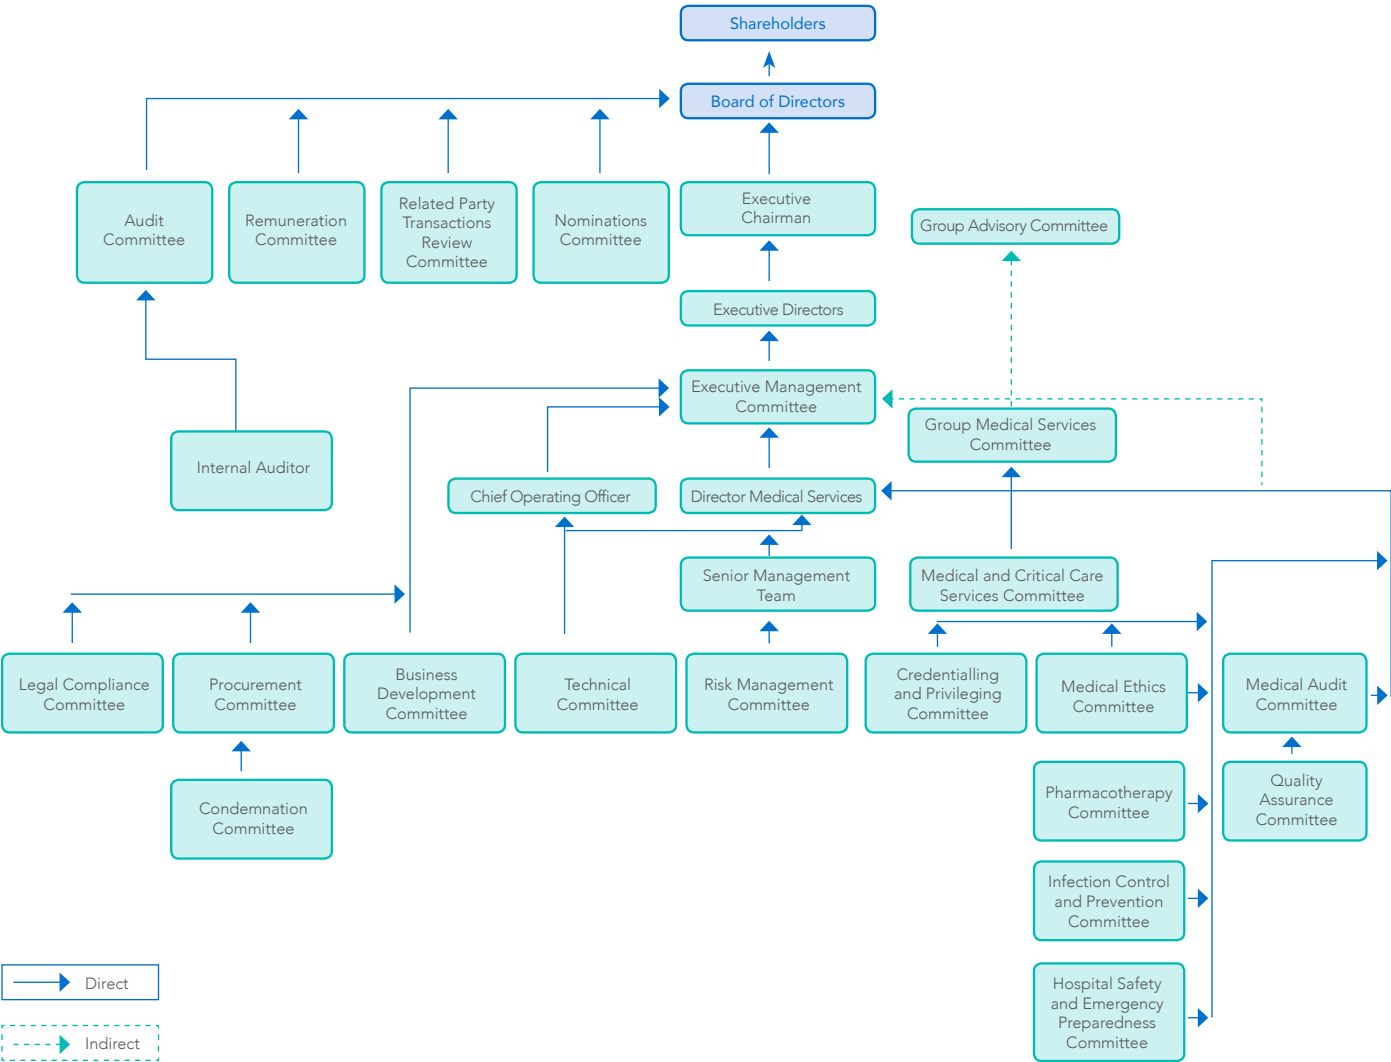 Shareholders
Board of Directors
Audit
Committee
Remuneration
Committee
Related Party
Transactions
Review
Committee
Nominations
Committee
Executive
Chairman
Group Advisory Committee
Executive Directors
Executive Management
Committee
Group Medical Services
Committee
Internal Auditor
Chief Operating Officer
Director Medical Services
Senior Management
Team
Medical and Critical Care
Services Committee
Legal Compliance
Committee
Procurement
Committee
Business
Development
Committee
Technical
Committee
Risk Management
Committee
Credentialling
and Privileging
Committee
Medical Ethics
Committee
Medical Audit
Committee
Condemnation
Committee
Pharmacotherapy
Committee
Quality
Assurance
Committee
Infection Control
and Prevention
Committee
Hospital Safety
and Emergency
Preparedness
Committee
Direct
Indirect